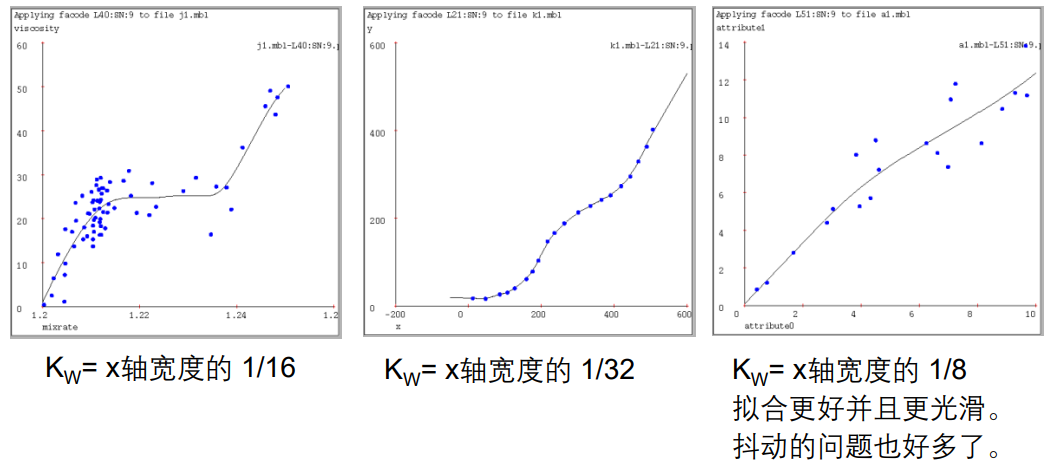 Applying facode L40:SN:9 to file j1.mbl
viscosity
60
j1.mbl-L40:SN:9.p
50
40
30
20
10
0
1.2
1.22
1.24
1.2
mixrate
Applying facode L21:SN:9 to file k1.mbl
y
600
k1.mbl-L21:SN:9.p
400
200
0
-200
0
200
400
600
x
Applying facode L51:SN:9 to file a1.mbl
attribute1
14
a1.mbl-L51:SN:9.p
12
10
8
6
4
2
0
0
2
4
6
8
10
attribute0
KW= x轴宽度的 1/16
KW= x轴宽度的 1/32
KW= x轴宽度的 1/8
拟合更好并且更光滑。
抖动的问题也好多了。